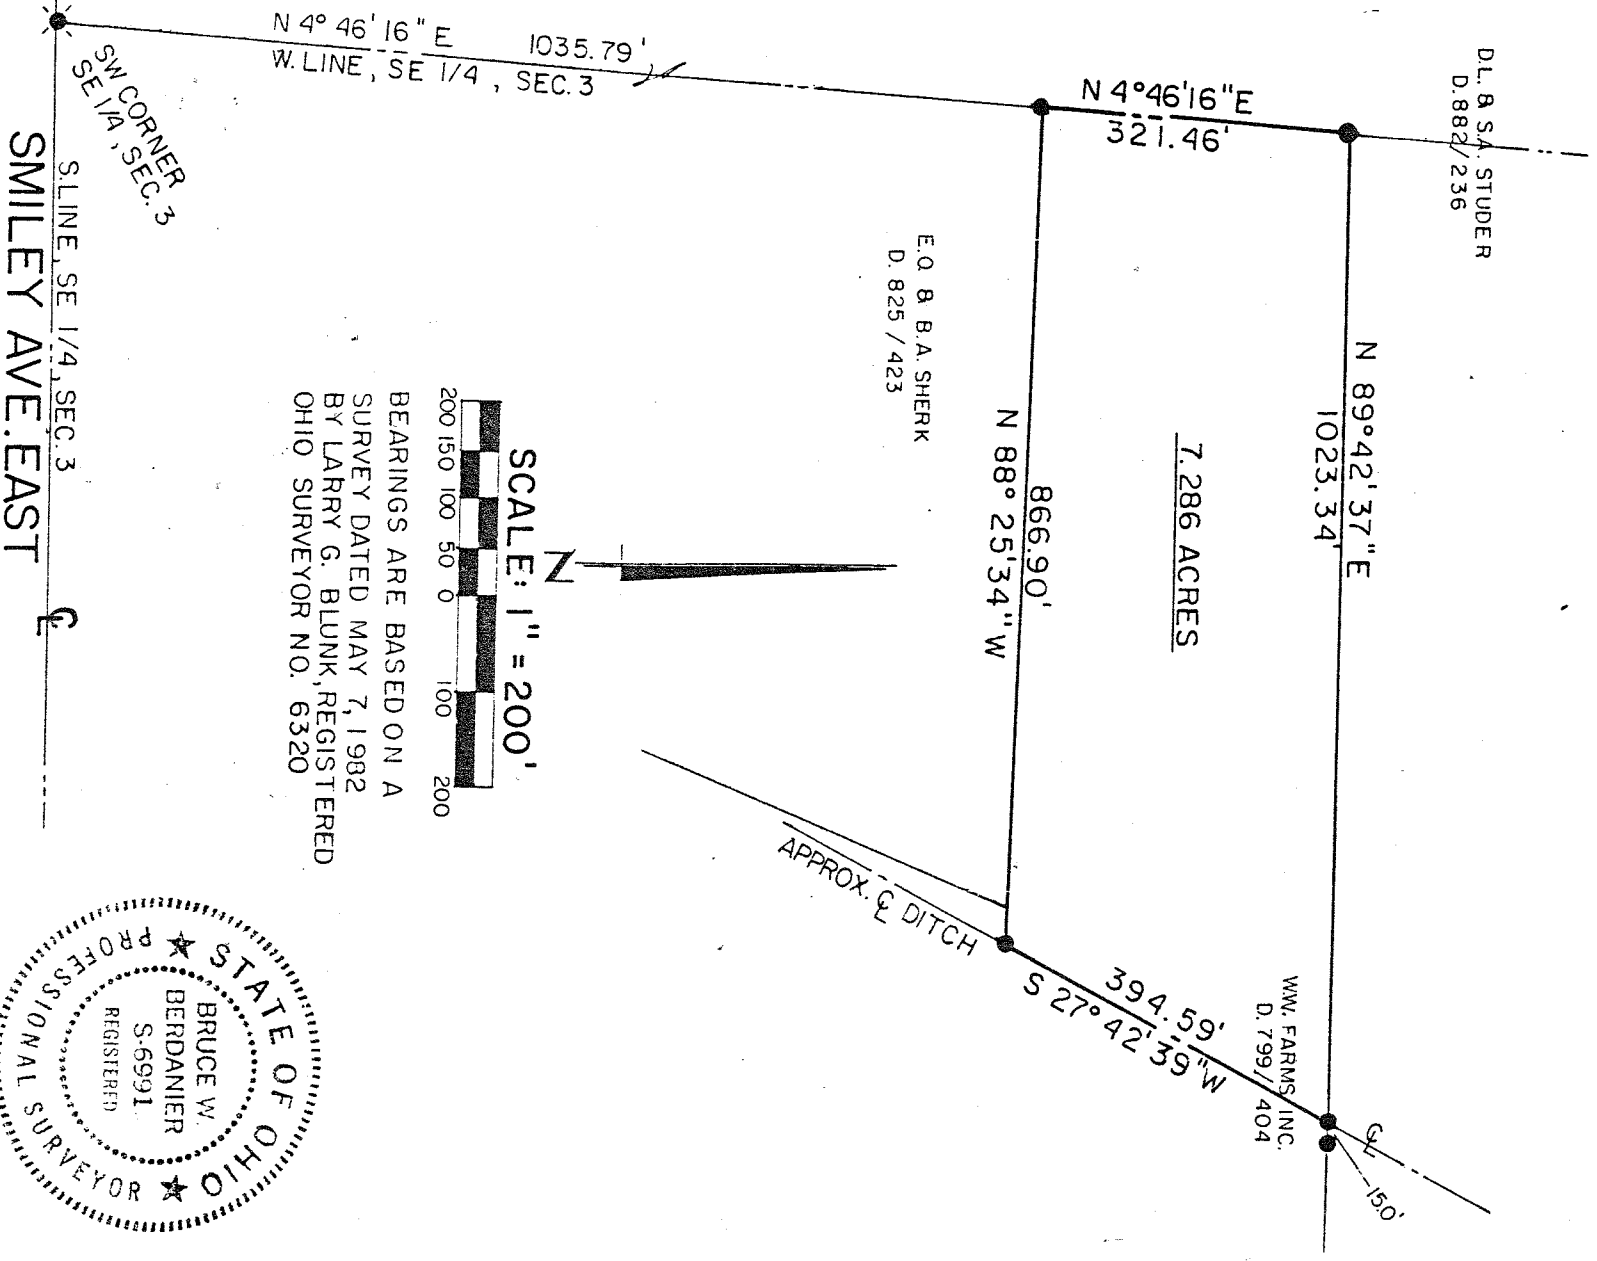 N 4° 46' 16" E 1035.79'
W. LINE, SE 1/4, SEC. 3
SW CORNER
SE 1/4, SEC. 3
S.LINE, SE 1/4, SEC. 3
SMILEY AVE. EAST
℄
N 4°46'16"E
321.46'
D.L. & S.A. STUDER
D. 882/236
N 89°42'37"E
1023.34'
7.286 ACRES
866.90'
N 88° 25'34" W
E.O. & B.A. SHERK
D. 825 / 423
N
SCALE: 1" = 200'
200 150 100 50 0 100 200
BEARINGS ARE BASED ON A
SURVEY DATED MAY 7, 1982
BY LARRY G. BLUNK, REGISTERED
OHIO SURVEYOR NO. 6320
APPROX. ℄ DITCH
394.59'
S 27° 42' 39 "W
W.W. FARMS INC.
D. 799/404
℄
15.0'
STATE OF OHIO
BRUCE W.
BERDANIER
S-6991
REGISTERED
PROFESSIONAL SURVEYOR